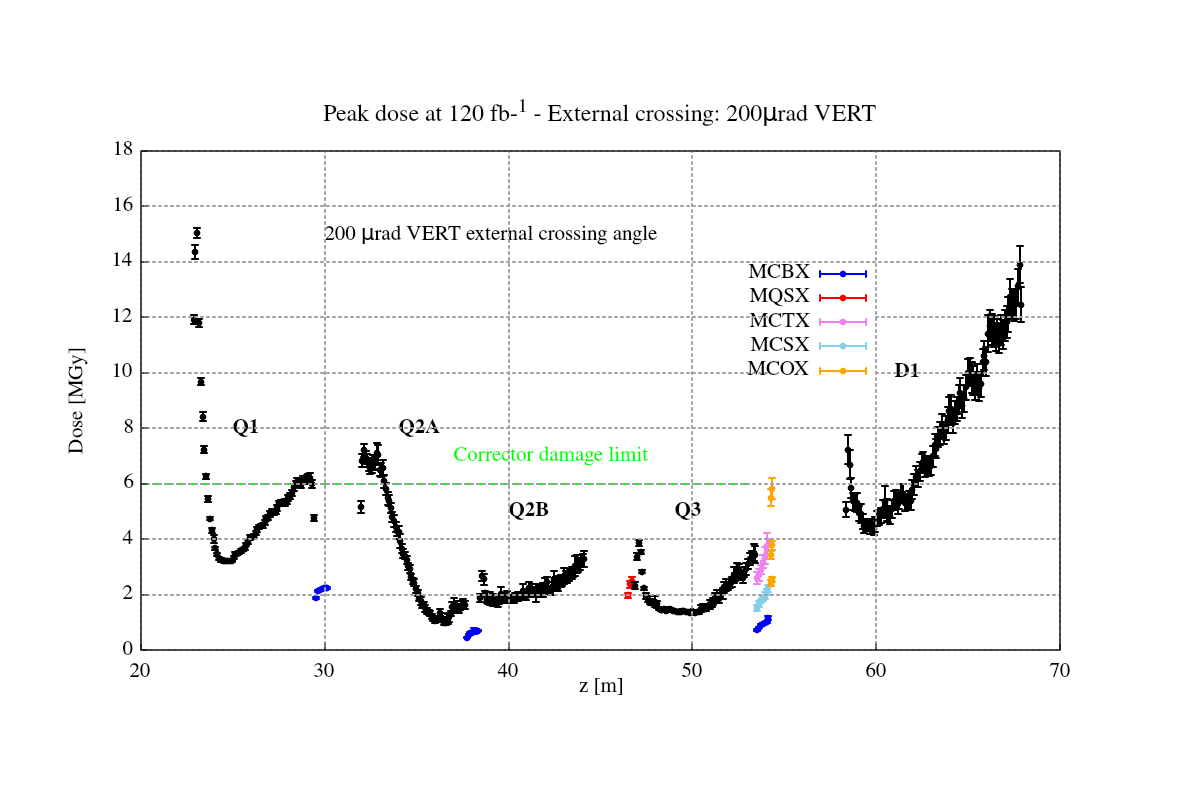 Peak dose at 120 fb-1 - External crossing: 200μrad VERT
18
16
200 μrad VERT external crossing angle
14
MCBX
MQSX
12
MCTX
MCSX
10
MCOX
D1
Dose [MGy]
8
Q1
Q2A
Corrector damage limit
6
Q2B
Q3
4
2
0
20 30 40 50 60 70
z [m]